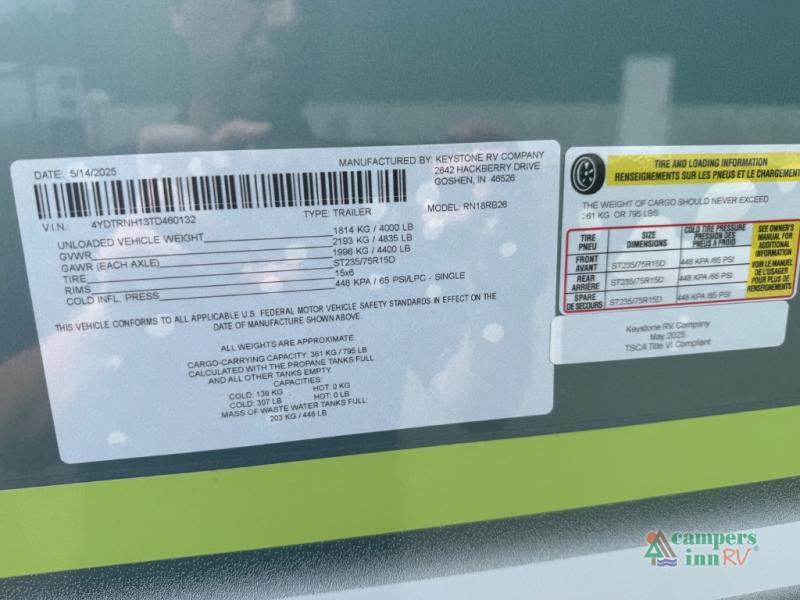 DATE: 5/14/2025
MANUFACTURED BY: KEYSTONE RV COMPANY
2642 HACKBERRY DRIVE
GOSHEN, IN 46526
V.I.N.: 4YDTRNH13TD460132
TYPE: TRAILER
MODEL: RN18RB26
UNLOADED VEHICLE WEIGHT 1814 KG / 4000 LB
GVWR 2193 KG / 4835 LB
GAWR (EACH AXLE) 1996 KG / 4400 LB
TIRE ST235/75R15D
RIMS 15x6
COLD INFL. PRESS 448 KPA / 65 PSI/LPC - SINGLE
THIS VEHICLE CONFORMS TO ALL APPLICABLE U.S. FEDERAL MOTOR VEHICLE SAFETY STANDARDS IN EFFECT ON THE
DATE OF MANUFACTURE SHOWN ABOVE.
ALL WEIGHTS ARE APPROXIMATE.
CARGO-CARRYING CAPACITY: 361 KG / 795 LB
CALCULATED WITH THE PROPANE TANKS FULL
AND ALL OTHER TANKS EMPTY.
CAPACITIES:
COLD: 139 KG HOT: 0 KG
COLD: 307 LB HOT: 0 LB
MASS OF WASTE WATER TANKS FULL:
203 KG / 448 LB
TIRE AND LOADING INFORMATION
RENSEIGNEMENTS SUR LES PNEUS ET LE CHARGEMENT
THE WEIGHT OF CARGO SHOULD NEVER EXCEED
361 KG OR 795 LBS
TIRE
PNEU
SIZE
DIMENSIONS
COLD TIRE PRESSURE
PRESSION DES
PNEUS A FROID
SEE OWNER'S
MANUAL FOR
ADDITIONAL
INFORMATION
VOIR LE MANUEL
DE L'USAGER
POUR PLUS DE
RENSEIGNEMENTS
FRONT
AVANT
ST235/75R15D
448 KPA /65 PSI
REAR
ARRIÈRE
ST235/75R15D
448 KPA /65 PSI
SPARE
DE SECOURS
ST235/75R15D
448 KPA /65 PSI
Keystone RV Company
May 2025
TSCA Title VI Compliant
campers
inn RV®